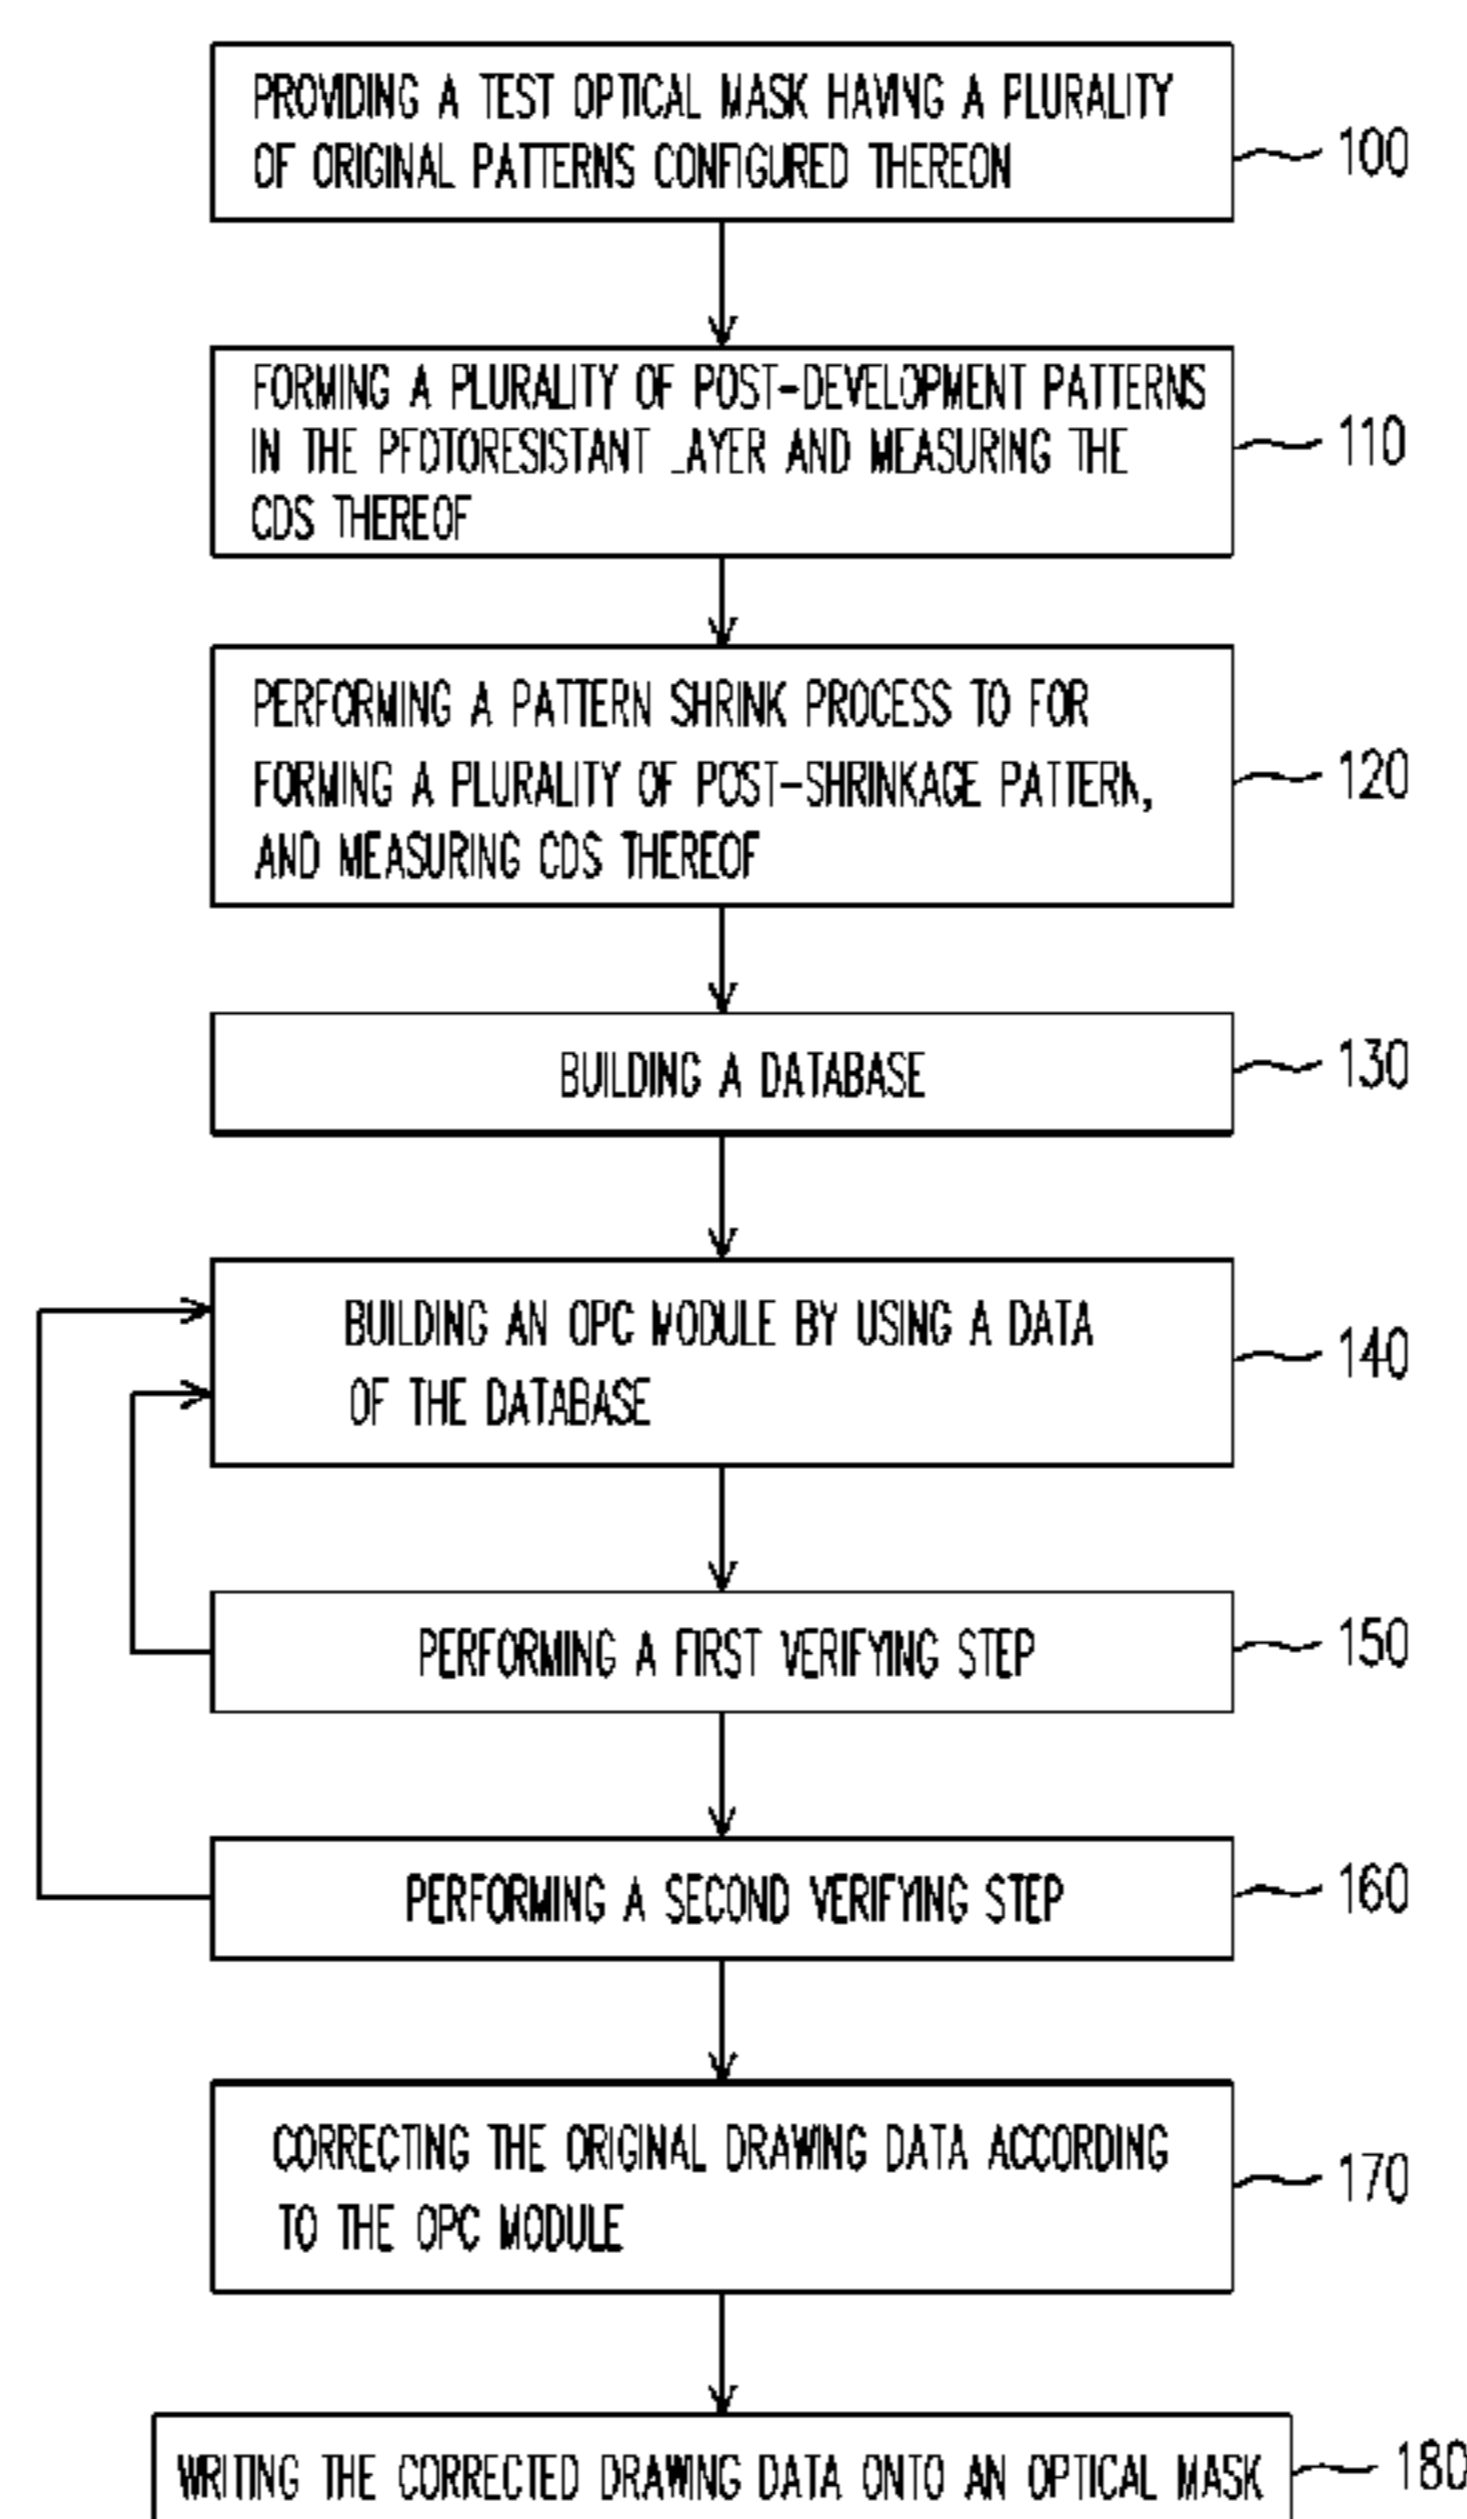 PROVIDING A TEST OPTICAL MASK HAVING A PLURALITY
OF ORIGINAL PATTERNS CONFIGURED THEREON
100
FORMING A PLURALITY OF POST-DEVELOPMENT PATTERNS
IN THE PFOTORESISTANT LAYER AND MEASURING THE
CDS THEREOF
110
PERFORMING A PATTERN SHRINK PROCESS TO FOR
FORMING A PLURALITY OF POST-SHRINKAGE PATTERN,
AND MEASURING CDS THEREOF
120
BUILDING A DATABASE
130
BUILDING AN OPC MODULE BY USING A DATA
OF THE DATABASE
140
PERFORMING A FIRST VERIFYING STEP
150
PERFORMING A SECOND VERIFYING STEP
160
CORRECTING THE ORIGINAL DRAWING DATA ACCORDING
TO THE OPC MODULE
170
WRITING THE CORRECTED DRAWING DATA ONTO AN OPTICAL MASK
180